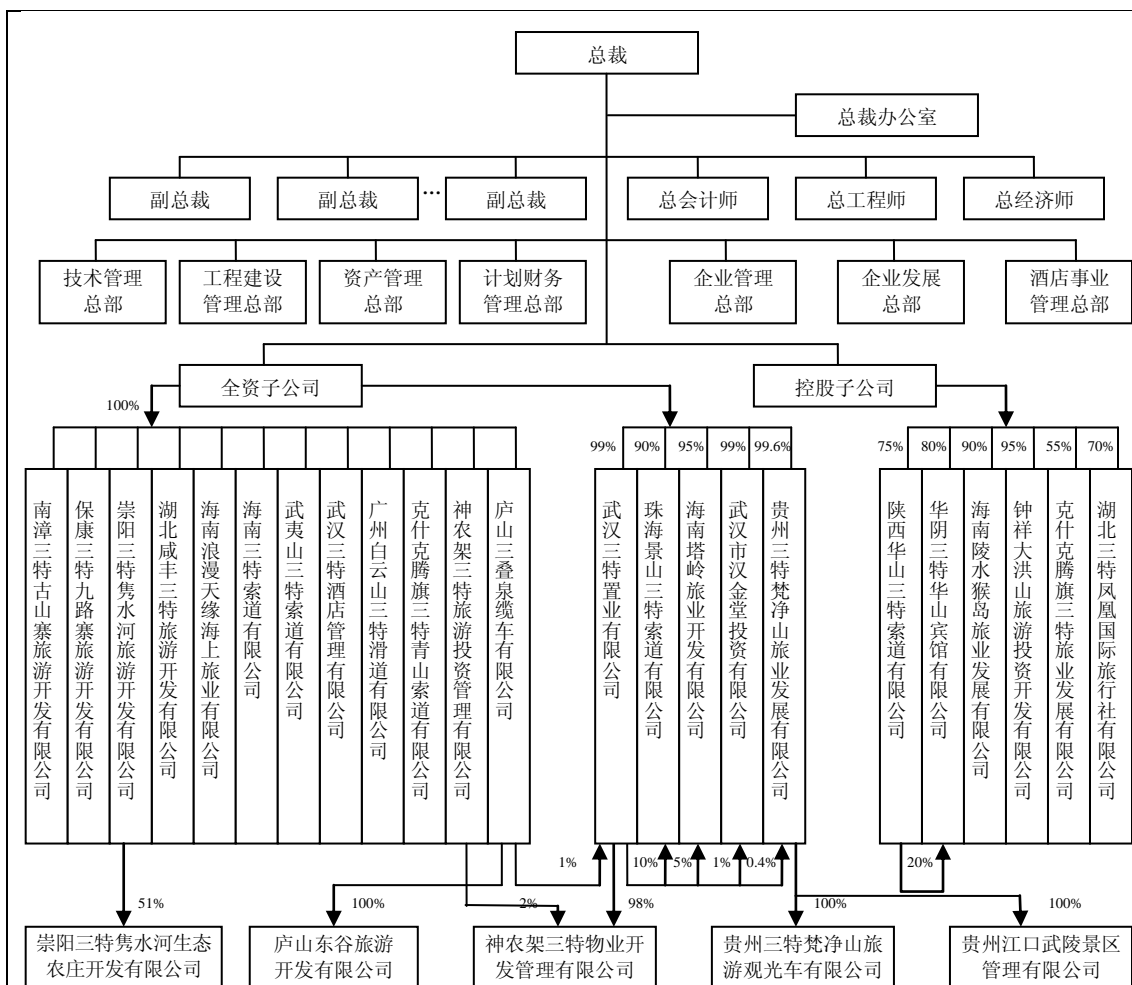 总裁
总裁办公室
副总裁
副总裁
...
副总裁
总会计师
总工程师
总经济师
技术管理
总部
工程建设
管理总部
资产管理
总部
计划财务
管理总部
企业管理
总部
企业发展
总部
酒店事业
管理总部
全资子公司
控股子公司
100%
99%
90%
95%
99%
99.6%
75%
80%
90%
95%
55%
70%
南漳三特古山寨旅游开发有限公司
保康三特九路寨旅游开发有限公司
崇阳三特隽水河旅游开发有限公司
湖北咸丰三特旅游开发有限公司
海南浪漫天缘海上旅业有限公司
海南三特索道有限公司
武夷山三特索道有限公司
武汉三特酒店管理有限公司
广州白云山三特滑道有限公司
克什克腾旗三特青山索道有限公司
神农架三特旅游投资管理有限公司
庐山三叠泉缆车有限公司
武汉三特置业有限公司
珠海景山三特索道有限公司
海南塔岭旅业开发有限公司
武汉市汉金堂投资有限公司
贵州三特梵净山旅业发展有限公司
陕西华山三特索道有限公司
华阴三特华山宾馆有限公司
海南陵水猴岛旅业发展有限公司
钟祥大洪山旅游投资开发有限公司
克什克腾旗三特旅业发展有限公司
湖北三特凤凰国际旅行社有限公司
1%
10%
5%
1%
0.4%
20%
51%
100%
2%
98%
100%
100%
崇阳三特隽水河生态
农庄开发有限公司
庐山东谷旅游
开发有限公司
神农架三特物业开
发管理有限公司
贵州三特梵净山旅
游观光车有限公司
贵州江口武陵景区
管理有限公司